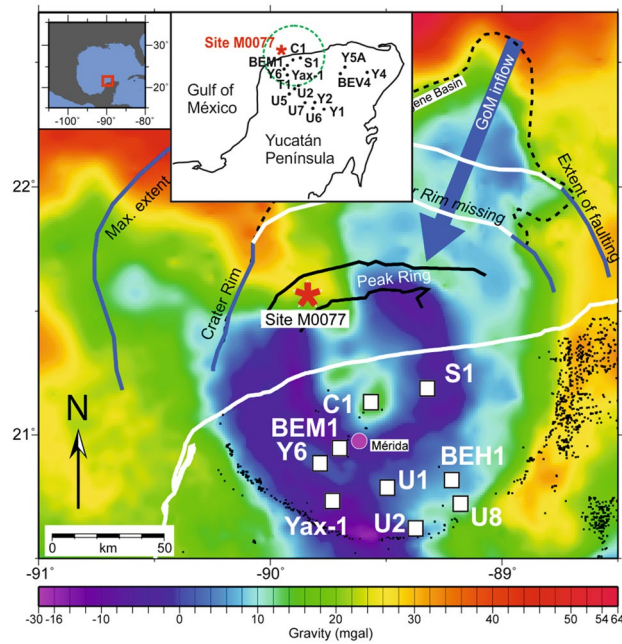 30°
20°
-100° -90° -80°
Site M0077
C1
BEM1 S1
Y6 Yax-1
T1
U2
U5 Y2
U7 Y1
U6
Y5A
Y4
BEV4
Gulf of
México
Yucatán
Península
ene Basin
GoM inflow
Max. extent
Crater Rim
r Rim missing
Extent of faulting
Peak Ring
Site M0077
22°
21°
N
S1
C1
BEM1
Mérida
Y6
BEH1
U1
Yax-1
U2
U8
0 km 50
-91° -90° -89°
-30 -16 -10 0 10 20 30 40 50 54 64
Gravity (mgal)